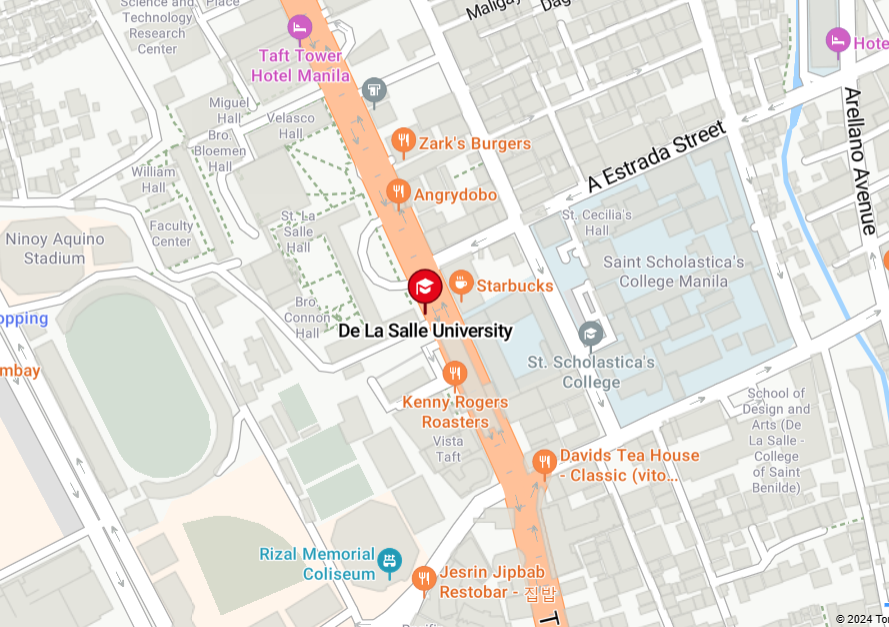 Science and
Technology
Research
Center
Place
Maligay
Dag
Taft Tower
Hotel Manila
Hote
Miguel
Hall
Velasco
Hall
Bro.
Bloemen
Hall
Zark's Burgers
A Estrada Street
Arellano Avenue
William
Hall
Angrydobo
Faculty
Center
St. La
Salle
Hall
St. Cecilia's
Hall
Ninoy Aquino
Stadium
Saint Scholastica's
College Manila
Starbucks
Bro.
Connon
Hall
opping
De La Salle University
St. Scholastica's
College
mbay
Kenny Rogers
Roasters
School of
Design and
Arts (De
La Salle -
College
of Saint
Benilde)
Vista
Taft
Davids Tea House
- Classic (vito...
Rizal Memorial
Coliseum
Jesrin Jipbab
Restobar - 집밥
T
© 2024 To